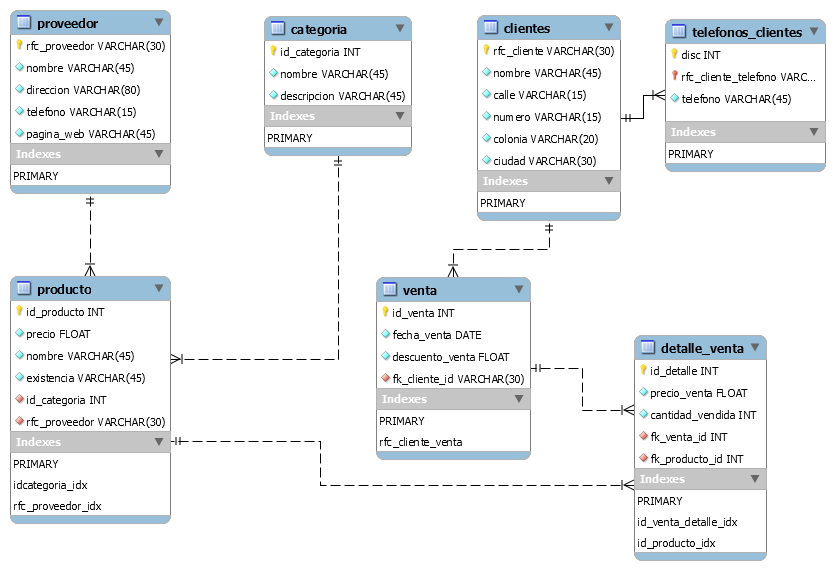 proveedor
rfc_proveedor VARCHAR(30)
nombre VARCHAR(45)
direccion VARCHAR(80)
telefono VARCHAR(15)
pagina_web VARCHAR(45)
Indexes
PRIMARY
categoria
id_categoria INT
nombre VARCHAR(45)
descripcion VARCHAR(45)
Indexes
PRIMARY
clientes
rfc_cliente VARCHAR(30)
nombre VARCHAR(45)
calle VARCHAR(15)
numero VARCHAR(15)
colonia VARCHAR(20)
ciudad VARCHAR(30)
Indexes
PRIMARY
telefonos_clientes
disc INT
rfc_cliente_telefono VARC...
telefono VARCHAR(45)
Indexes
PRIMARY
producto
id_producto INT
precio FLOAT
nombre VARCHAR(45)
existencia VARCHAR(45)
id_categoria INT
rfc_proveedor VARCHAR(30)
Indexes
PRIMARY
idcategoria_idx
rfc_proveedor_idx
venta
id_venta INT
fecha_venta DATE
descuento_venta FLOAT
fk_cliente_id VARCHAR(30)
Indexes
PRIMARY
rfc_cliente_venta
detalle_venta
id_detalle INT
precio_venta FLOAT
cantidad_vendida INT
fk_venta_id INT
fk_producto_id INT
Indexes
PRIMARY
id_venta_detalle_idx
id_producto_idx